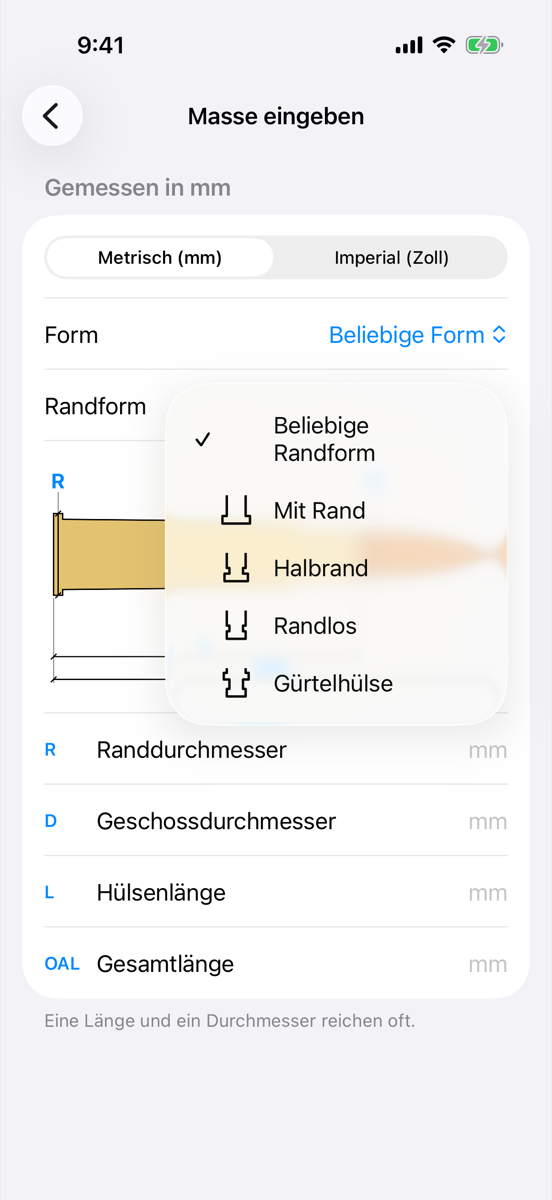 9:41
Masse eingeben
Gemessen in mm
Metrisch (mm)
Imperial (Zoll)
Form
Beliebige Form
Randform
Beliebige
Randform
Mit Rand
Halbrand
Randlos
Gürtelhülse
R
R Randdurchmesser mm
D Geschossdurchmesser mm
L Hülsenlänge mm
OAL Gesamtlänge mm
Eine Länge und ein Durchmesser reichen oft.